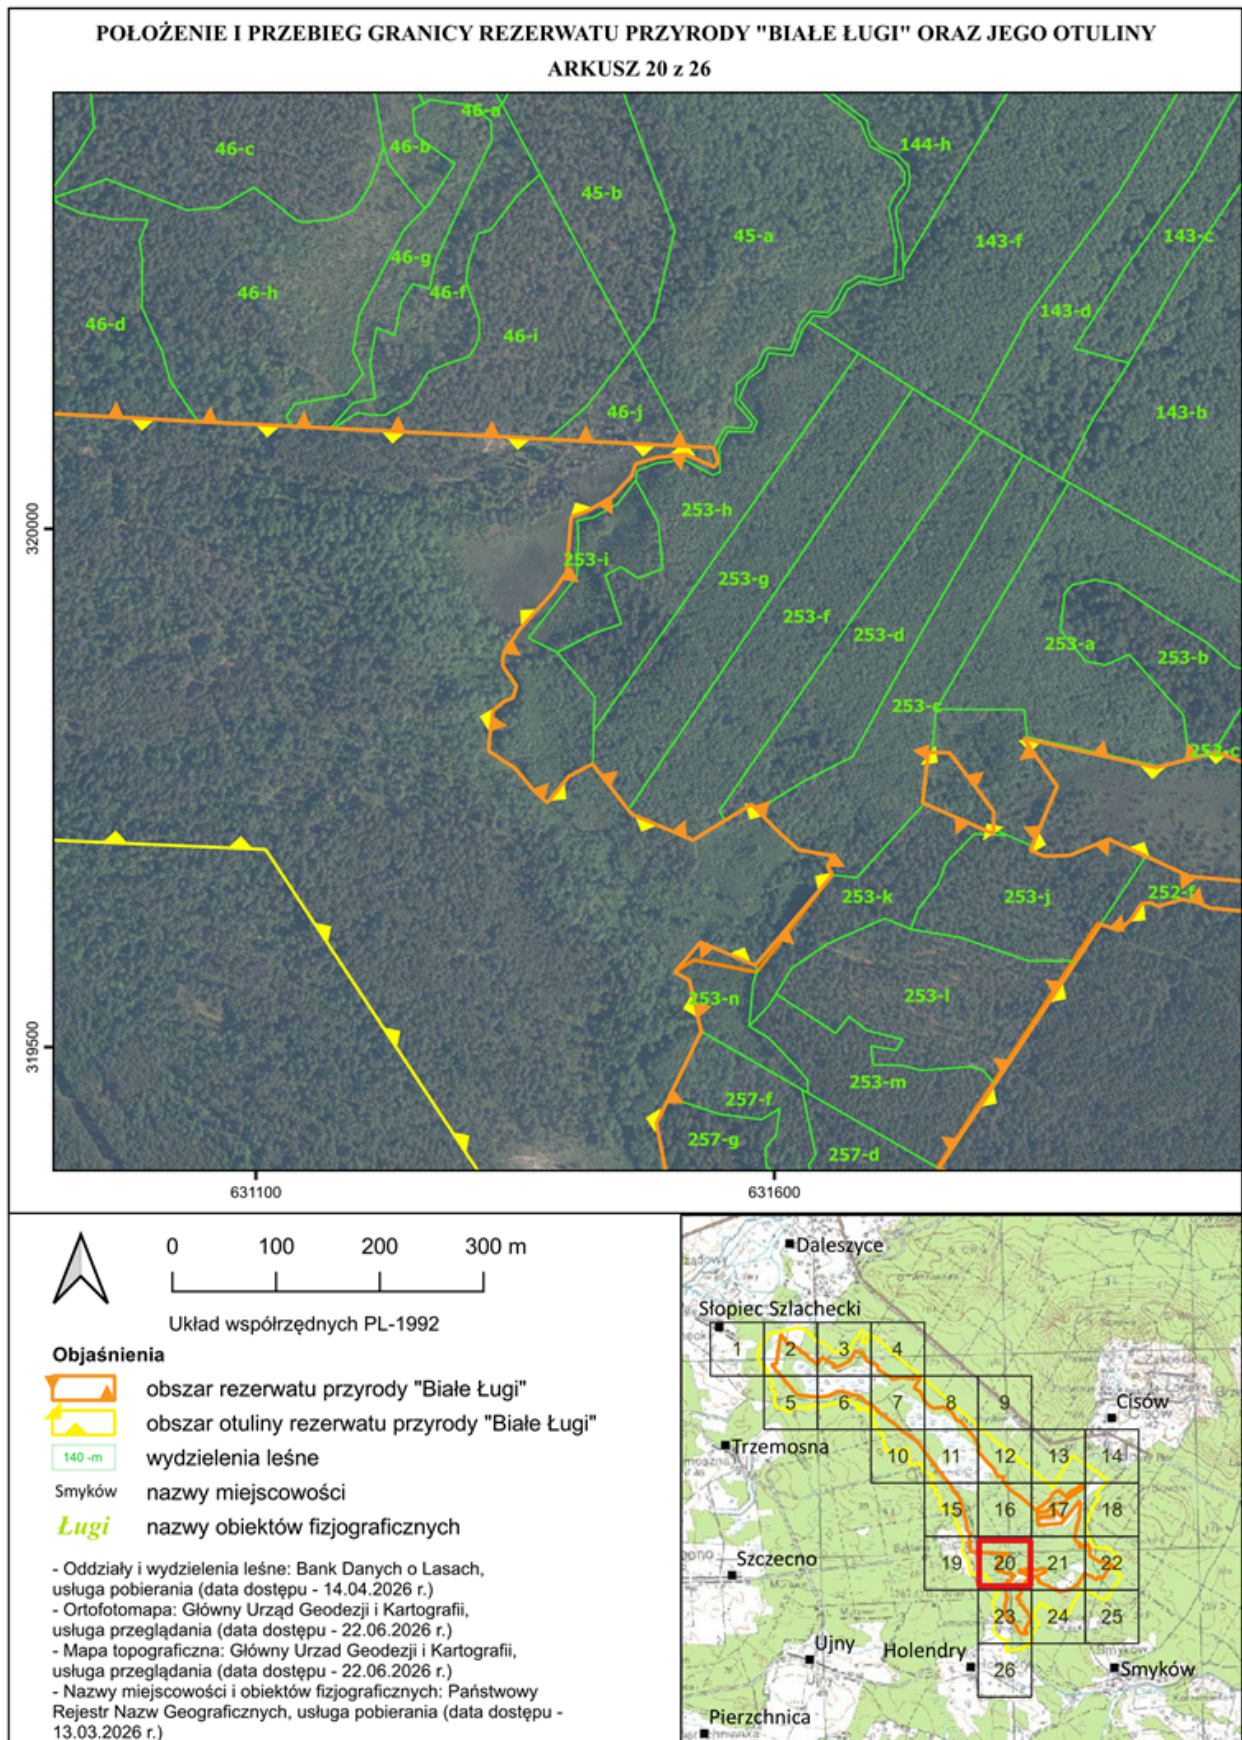 POŁOŻENIE I PRZEBIEG GRANICY REZERWATU PRZYRODY "BIAŁE ŁUGI" ORAZ JEGO OTULINY
ARKUSZ 20 z 26
46-a
46-b
46-c
144-h
45-b
45-a
143-f
143-c
46-g
46-h
46-f
46-d
46-i
143-d
46-j
143-b
253-h
320000
253-i
253-g
253-f
253-d
253-a
253-b
253-c
252-c
253-k
253-j
252-f
253-n
253-l
319500
253-m
257-f
257-g
257-d
631100
631600
0 100 200 300 m
Układ współrzędnych PL-1992
Objaśnienia
obszar rezerwatu przyrody "Białe Ługi"
obszar otuliny rezerwatu przyrody "Białe Ługi"
140 -m wydzielenia leśne
Smyków nazwy miejscowości
Ługi nazwy obiektów fizjograficznych
- Oddziały i wydzielenia leśne: Bank Danych o Lasach,
usługa pobierania (data dostępu - 14.04.2026 r.)
- Ortofotomapa: Główny Urząd Geodezji i Kartografii,
usługa przeglądania (data dostępu - 22.06.2026 r.)
- Mapa topograficzna: Główny Urzad Geodezji i Kartografii,
usługa przeglądania (data dostępu - 22.06.2026 r.)
- Nazwy miejscowości i obiektów fizjograficznych: Państwowy
Rejestr Nazw Geograficznych, usługa pobierania (data dostępu -
13.03.2026 r.)
Daleszyce
Słopiec Szlachecki
1 2 3 4
5 6 7 8 9
Cisów
Trzemosna
10 11 12 13 14
15 16 17 18
Szczecno
19 20 21 22
23 24 25
Ujny
Holendry
26
Smyków
Pierzchnica